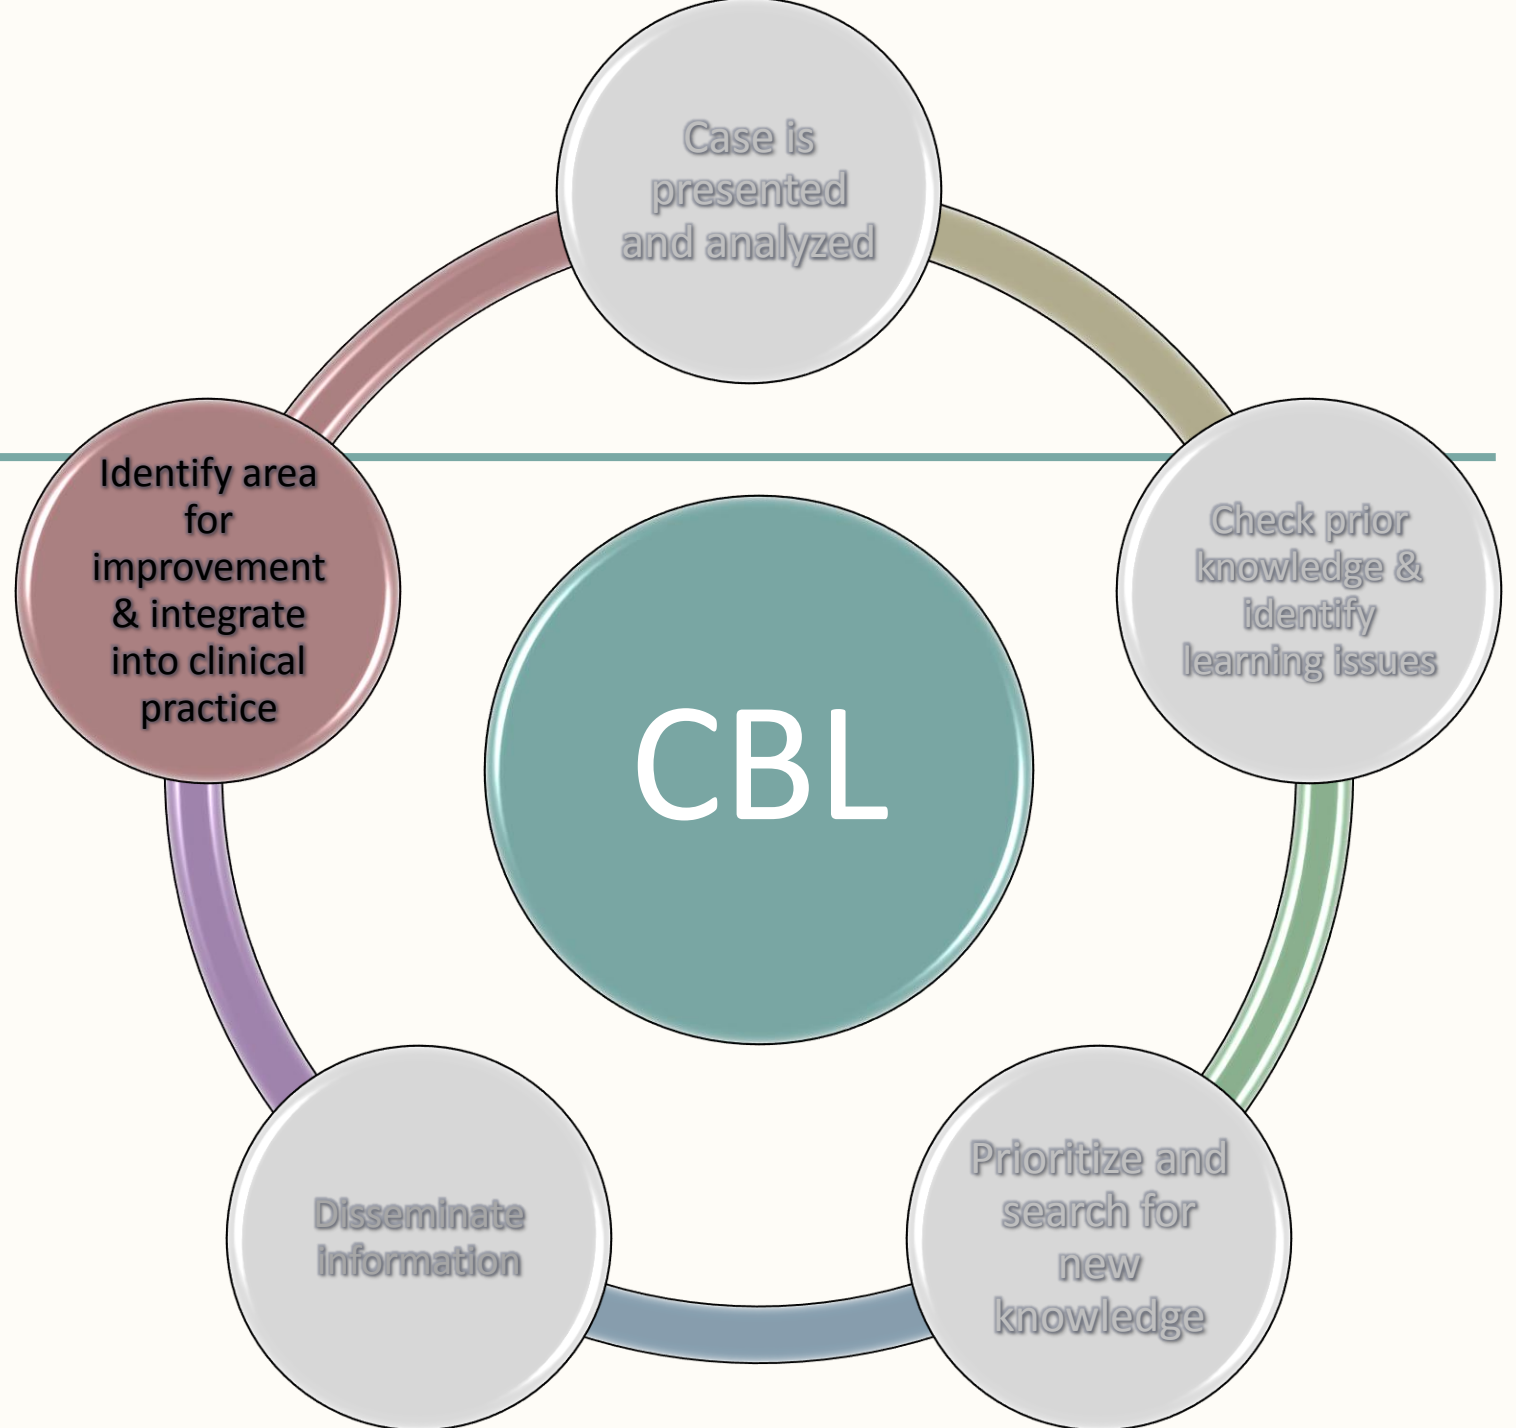 Case is
presented
and analyzed
Check prior
knowledge &
identify
learning issues
Prioritize and
search for
new
knowledge
Disseminate
information
Identify area
for
improvement
& integrate
into clinical
practice
CBL